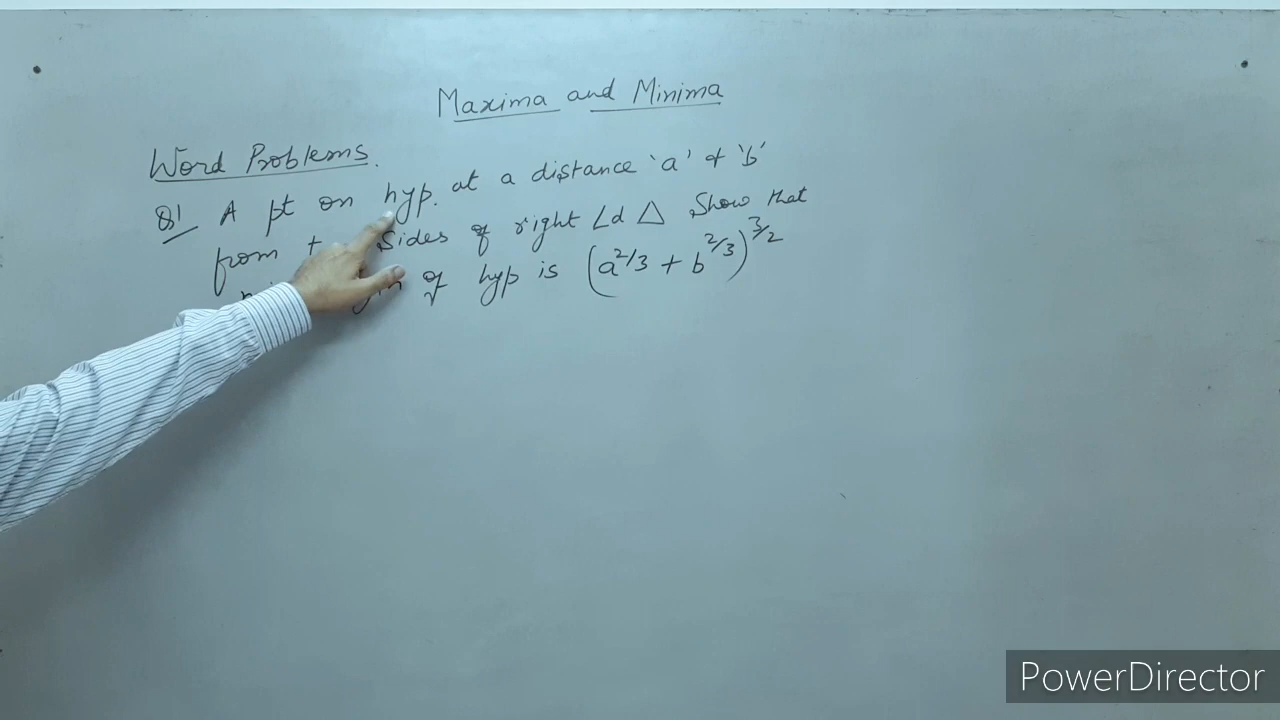 Maxima and Minima
Word Problems.
Q1 A pt on hyp. at a distance 'a' & 'b'
from sides of right ∠d △ Show that
of hyp is (a^2/3 + b^2/3)^3/2
PowerDirector